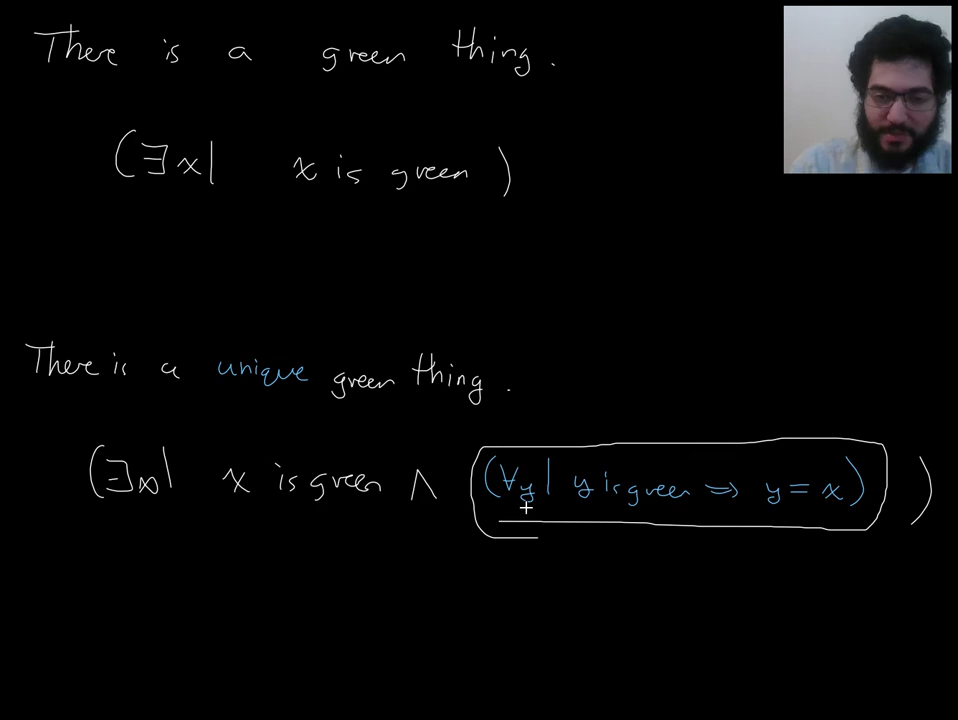 There is a green thing.
(∃x| x is green )
There is a unique green thing.
(∃x| x is green ∧ (∀y| y is green ⇒ y = x) )